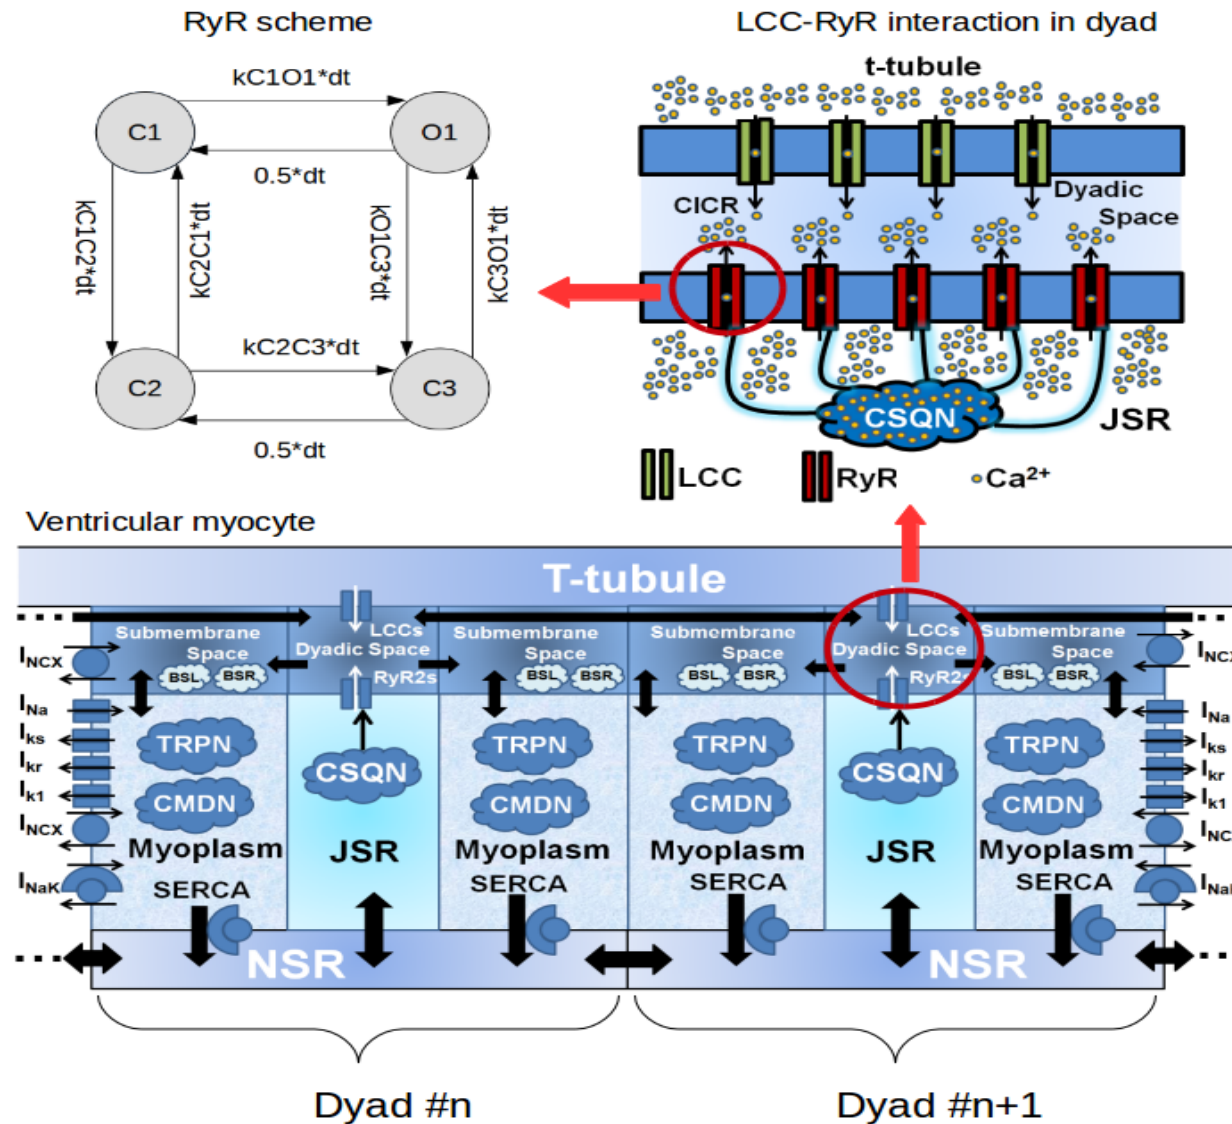 RyR scheme
LCC-RyR interaction in dyad
kC1O1*dt
C1
O1
0.5*dt
kC1C2*dt
kC2C1*dt
kO1C3*dt
kC3O1*dt
kC2C3*dt
C2
C3
0.5*dt
t-tubule
CICR
Dyadic
Space
CSQN
JSR
LCC
RyR
Ca²⁺
Ventricular myocyte
T-tubule
Submembrane
Space
BSL
BSR
LCCs
Dyadic Space
RyR2s
Submembrane
Space
BSL
BSR
Submembrane
Space
BSL
BSR
LCCs
Dyadic Space
RyR2s
Submembrane
Space
BSL
BSR
INCX
INa
Iks
Ikr
Ik1
INCX
INaK
TRPN
CMDN
Myoplasm
SERCA
CSQN
JSR
TRPN
CMDN
Myoplasm
SERCA
TRPN
CMDN
Myoplasm
SERCA
CSQN
JSR
TRPN
CMDN
Myoplasm
SERCA
INC
INa
Iks
Ikr
Ik1
INC
INa
NSR
NSR
Dyad #n
Dyad #n+1